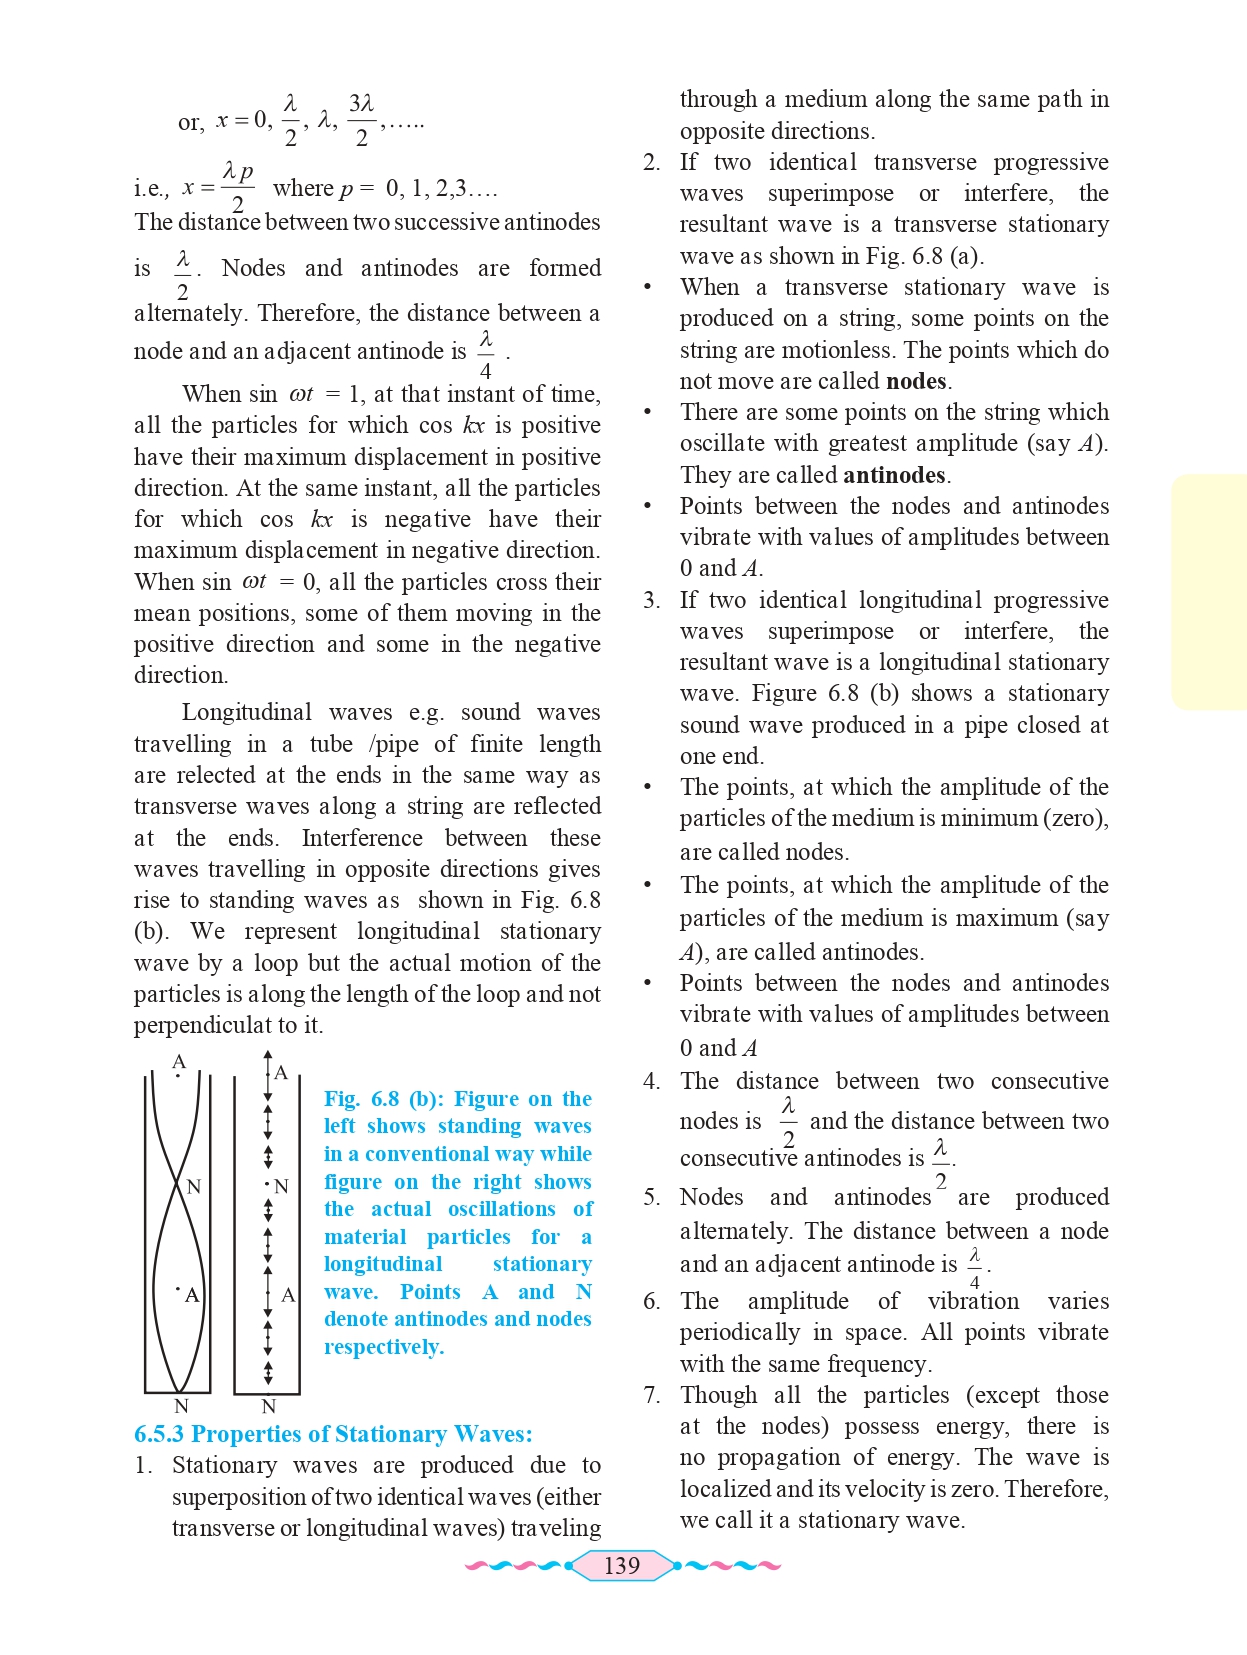 or, x = 0, λ/2, λ, 3λ/2,…..
i.e., x = λp/2 where p = 0, 1, 2,3….
The distance between two successive antinodes
is λ/2. Nodes and antinodes are formed
alternately. Therefore, the distance between a
node and an adjacent antinode is λ/4 .
When sin ωt = 1, at that instant of time,
all the particles for which cos kx is positive
have their maximum displacement in positive
direction. At the same instant, all the particles
for which cos kx is negative have their
maximum displacement in negative direction.
When sin ωt = 0, all the particles cross their
mean positions, some of them moving in the
positive direction and some in the negative
direction.
Longitudinal waves e.g. sound waves
travelling in a tube /pipe of finite length
are relected at the ends in the same way as
transverse waves along a string are reflected
at the ends. Interference between these
waves travelling in opposite directions gives
rise to standing waves as shown in Fig. 6.8
(b). We represent longitudinal stationary
wave by a loop but the actual motion of the
particles is along the length of the loop and not
perpendiculat to it.
A
N
A
N
A
N
A
N
Fig. 6.8 (b): Figure on the
left shows standing waves
in a conventional way while
figure on the right shows
the actual oscillations of
material particles for a
longitudinal stationary
wave. Points A and N
denote antinodes and nodes
respectively.
6.5.3 Properties of Stationary Waves:
1. Stationary waves are produced due to
superposition of two identical waves (either
transverse or longitudinal waves) traveling
through a medium along the same path in
opposite directions.
2. If two identical transverse progressive
waves superimpose or interfere, the
resultant wave is a transverse stationary
wave as shown in Fig. 6.8 (a).
• When a transverse stationary wave is
produced on a string, some points on the
string are motionless. The points which do
not move are called nodes.
• There are some points on the string which
oscillate with greatest amplitude (say A).
They are called antinodes.
• Points between the nodes and antinodes
vibrate with values of amplitudes between
0 and A.
3. If two identical longitudinal progressive
waves superimpose or interfere, the
resultant wave is a longitudinal stationary
wave. Figure 6.8 (b) shows a stationary
sound wave produced in a pipe closed at
one end.
• The points, at which the amplitude of the
particles of the medium is minimum (zero),
are called nodes.
• The points, at which the amplitude of the
particles of the medium is maximum (say
A), are called antinodes.
• Points between the nodes and antinodes
vibrate with values of amplitudes between
0 and A
4. The distance between two consecutive
nodes is λ/2 and the distance between two
consecutive antinodes is λ/2.
5. Nodes and antinodes are produced
alternately. The distance between a node
and an adjacent antinode is λ/4.
6. The amplitude of vibration varies
periodically in space. All points vibrate
with the same frequency.
7. Though all the particles (except those
at the nodes) possess energy, there is
no propagation of energy. The wave is
localized and its velocity is zero. Therefore,
we call it a stationary wave.
139